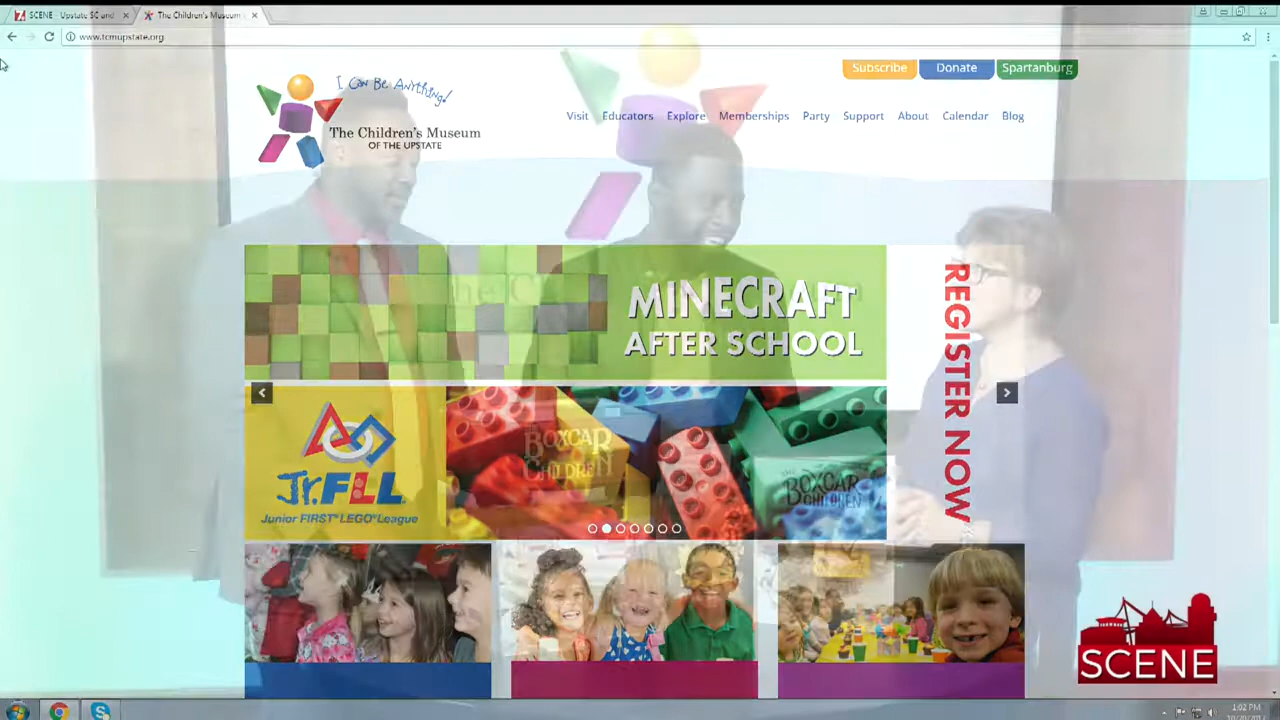 SCENE - Upstate SC and
The Children's Museum
www.tcmupstate.org
Subscribe
Donate
Spartanburg
I Can Be Anything!
The Children's Museum
OF THE UPSTATE
Visit
Educators
Explore
Memberships
Party
Support
About
Calendar
Blog
MINECRAFT
AFTER SCHOOL
REGISTER NOW
Jr.FLL
Junior FIRST LEGO League
BOXCAR
CHILDREN
THE
BOXCAR
CHILDREN
SCENE
1:02 PM